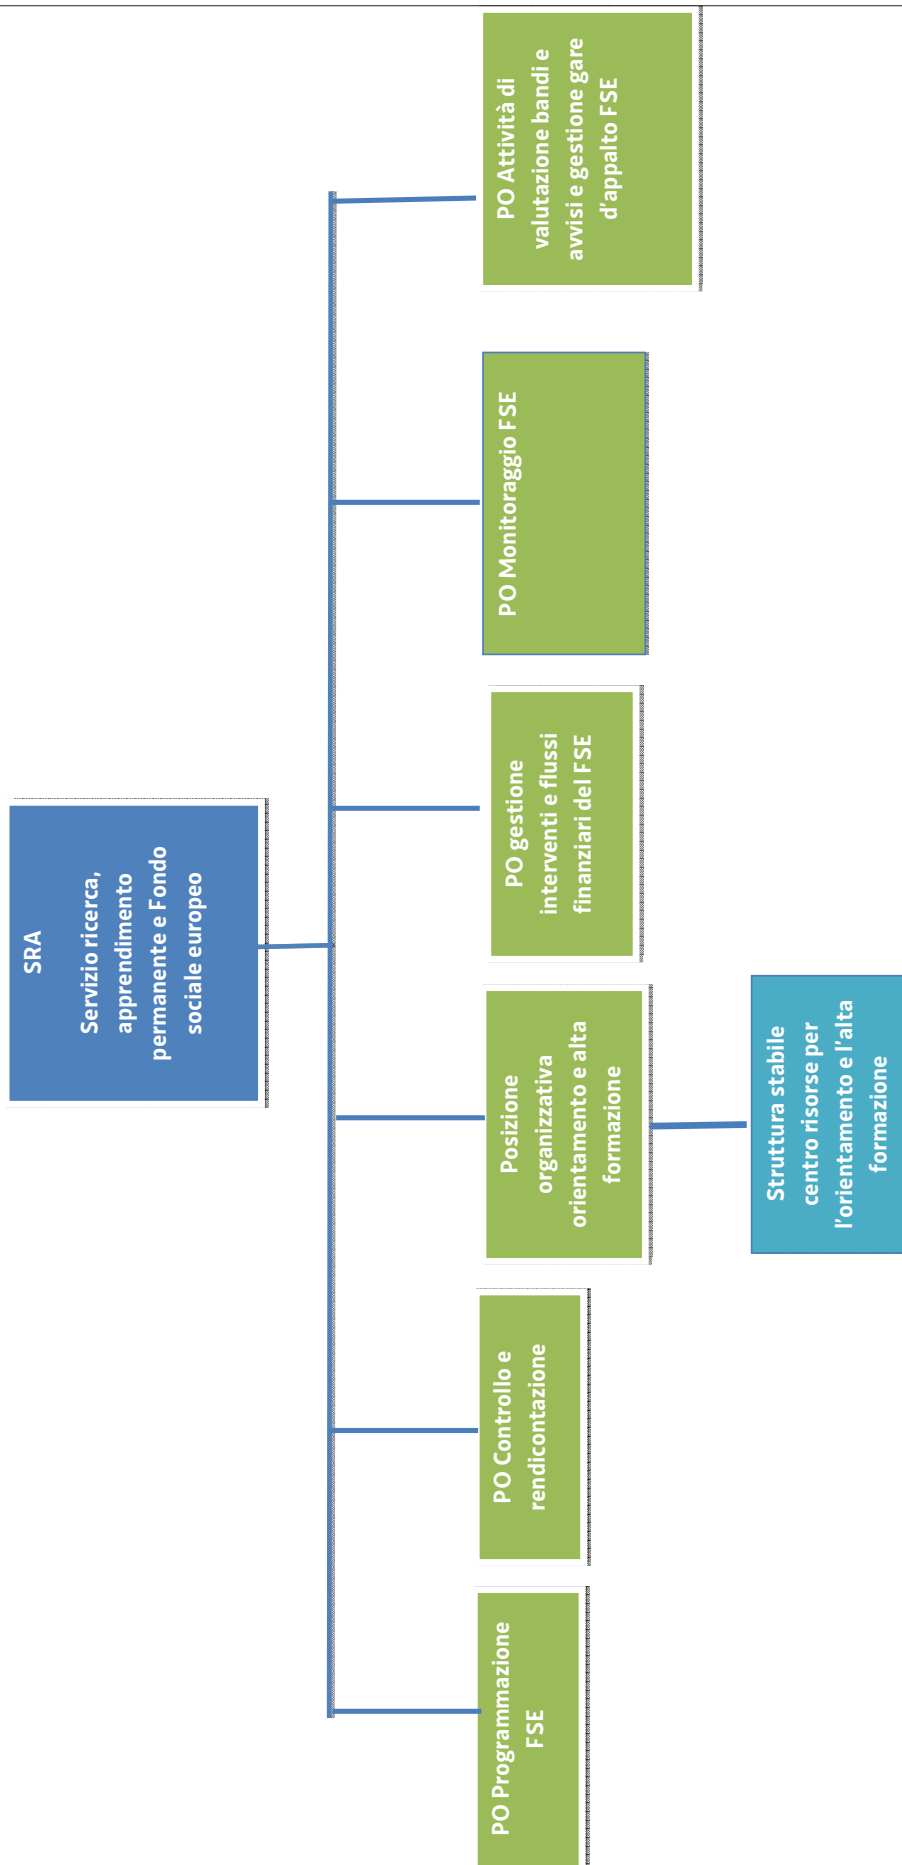 SRA
Servizio ricerca,
apprendimento
permanente e Fondo
sociale europeo
PO Programmazione
FSE
PO Controllo e
rendicontazione
Posizione
organizzativa
orientamento e alta
formazione
PO gestione
interventi e flussi
finanziari del FSE
PO Monitoraggio FSE
PO Attività di
valutazione bandi e
avvisi e gestione gare
d'appalto FSE
Struttura stabile
centro risorse per
l'orientamento e l'alta
formazione